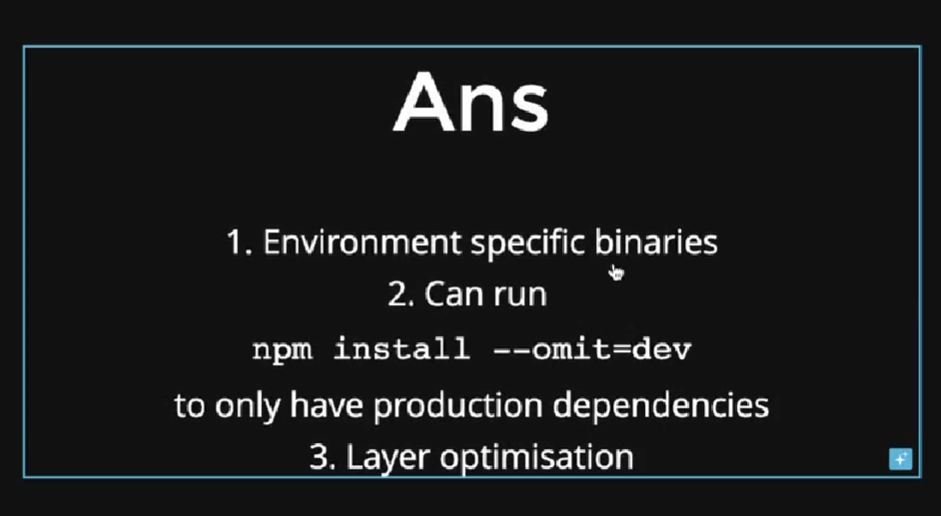 Ans
1. Environment specific binaries
2. Can run
npm install --omit=dev
to only have production dependencies
3. Layer optimisation